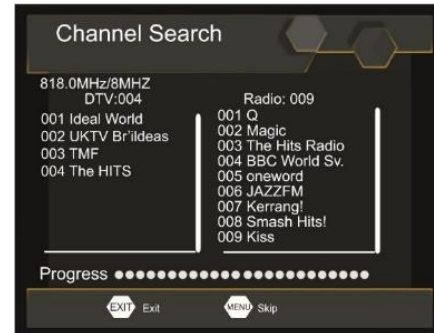 Channel Search
818.0MHz/8MHZ
DTV:004
001 Ideal World
002 UKTV Br'ildeas
003 TMF
004 The HITS
Radio: 009
001 Q
002 Magic
003 The Hits Radio
004 BBC World Sv.
005 oneword
006 JAZZFM
007 Kerrang!
008 Smash Hits!
009 Kiss
Progress
EXIT Exit
MENU Skip